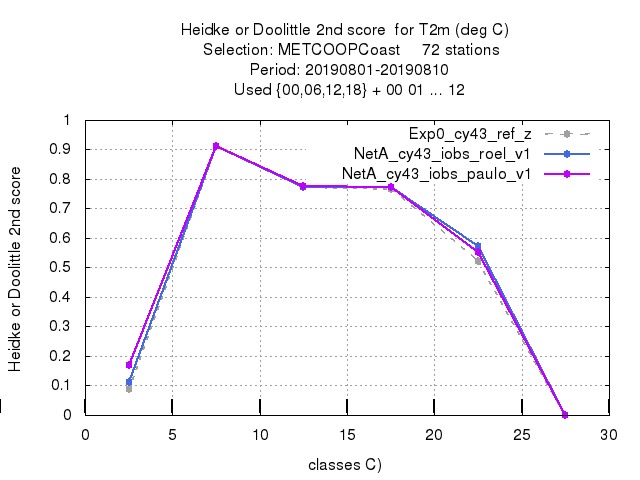 Heidke or Doolittle 2nd score  for T2m (deg C)
Selection: METCOOPCoast     72 stations
Period: 20190801-20190810
Used {00,06,12,18} + 00 01 ... 12
Exp0_cy43_ref_z
NetA_cy43_iobs_roel_v1
NetA_cy43_iobs_paulo_v1
Heidke or Doolittle 2nd score
1
0.9
0.8
0.7
0.6
0.5
0.4
0.3
0.2
0.1
0
0 5 10 15 20 25 30
classes C)